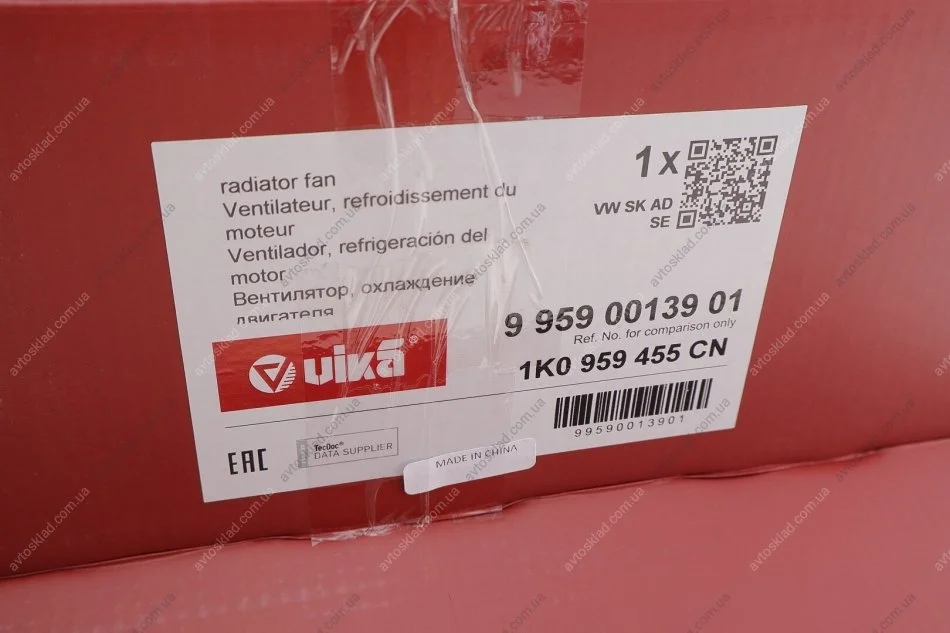 radiator fan
Ventilateur, refroidissement du
moteur
Ventilador, refrigeración del
motor
Вентилятор, охлаждение
двигателя
1 x
VW SK AD
SE
9 959 00139 01
Ref. No. for comparison only
1K0 959 455 CN
99590013901
vika®
EAC
TecDoc®
DATA SUPPLIER
MADE IN CHINA
avtosklad.com.ua